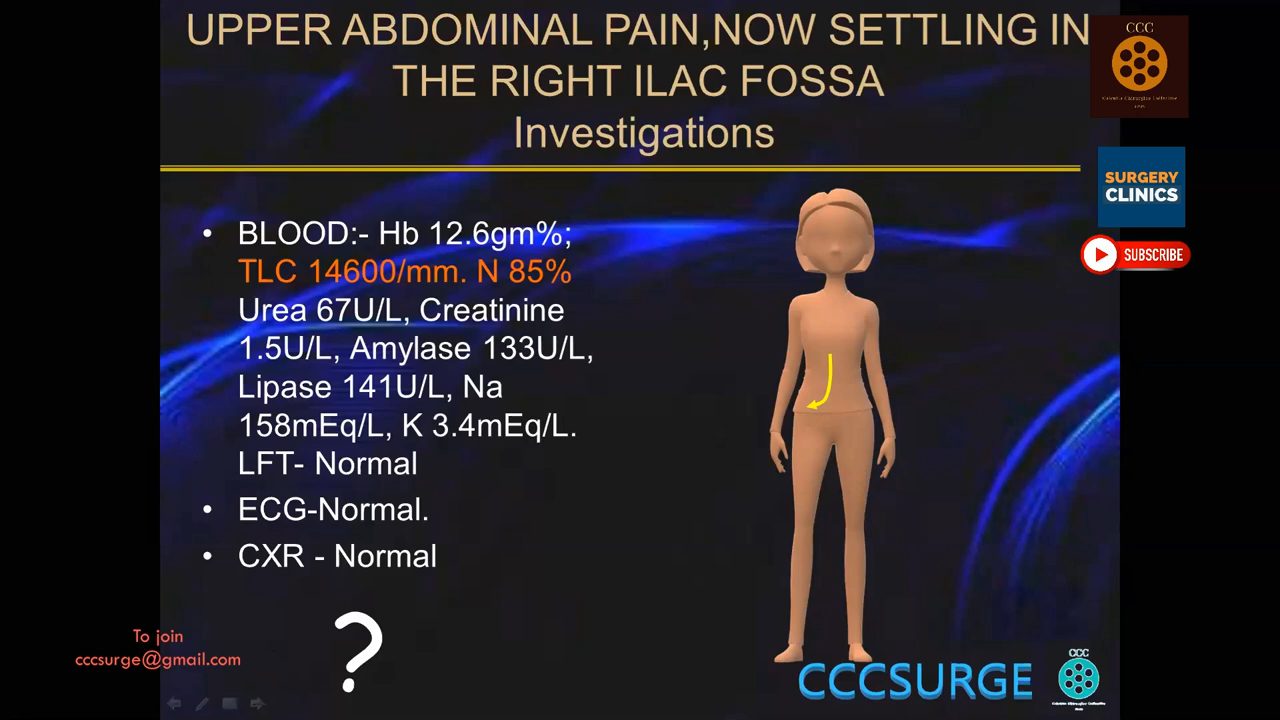 UPPER ABDOMINAL PAIN,NOW SETTLING IN
THE RIGHT ILAC FOSSA
Investigations
• BLOOD:- Hb 12.6gm%;
TLC 14600/mm. N 85%
Urea 67U/L, Creatinine
1.5U/L, Amylase 133U/L,
Lipase 141U/L, Na
158mEq/L, K 3.4mEq/L.
LFT- Normal
• ECG-Normal.
• CXR - Normal
?
To join
cccsurge@gmail.com
CCC
SURGERY
CLINICS
SUBSCRIBE
CCCSURGE
CCC